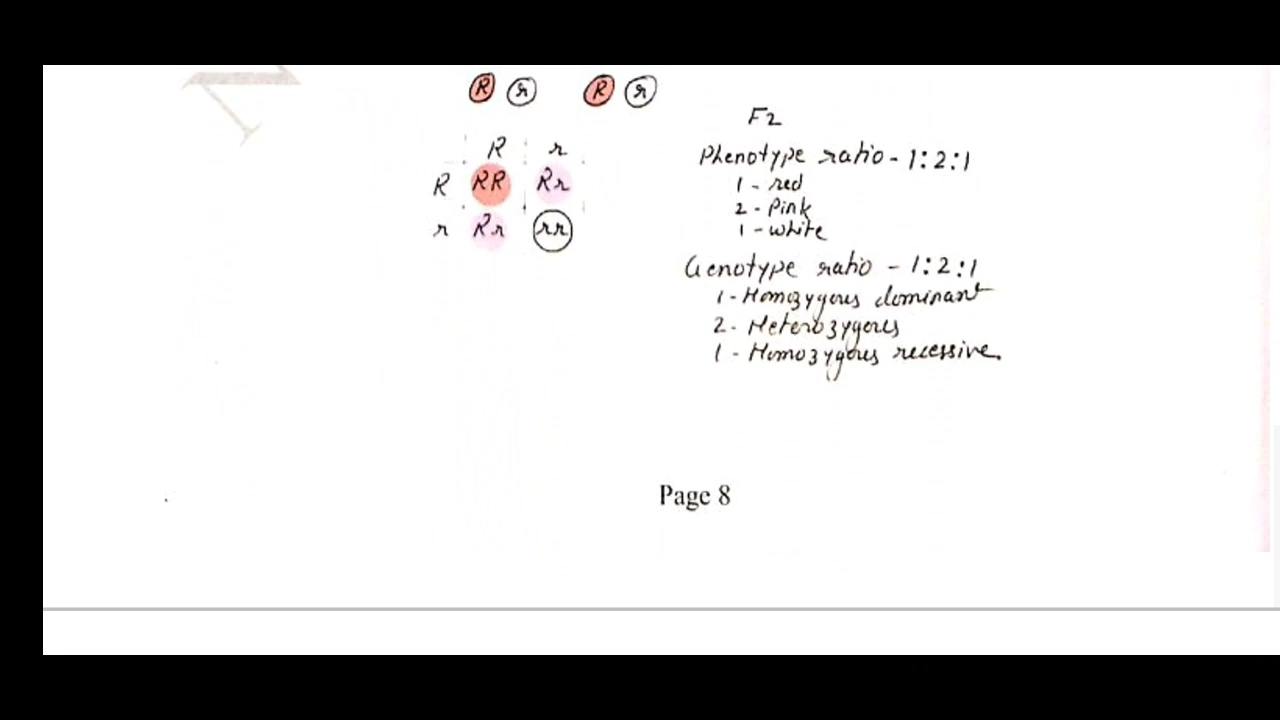 R r R r
F2
R r
Phenotype ratio - 1:2:1
R RR Rr
1 - red
2 - Pink
r Rr rr
1 - white
Genotype ratio - 1:2:1
1 - Homozygous dominant
2 - Heterozygous
1 - Homozygous recessive.
Page 8